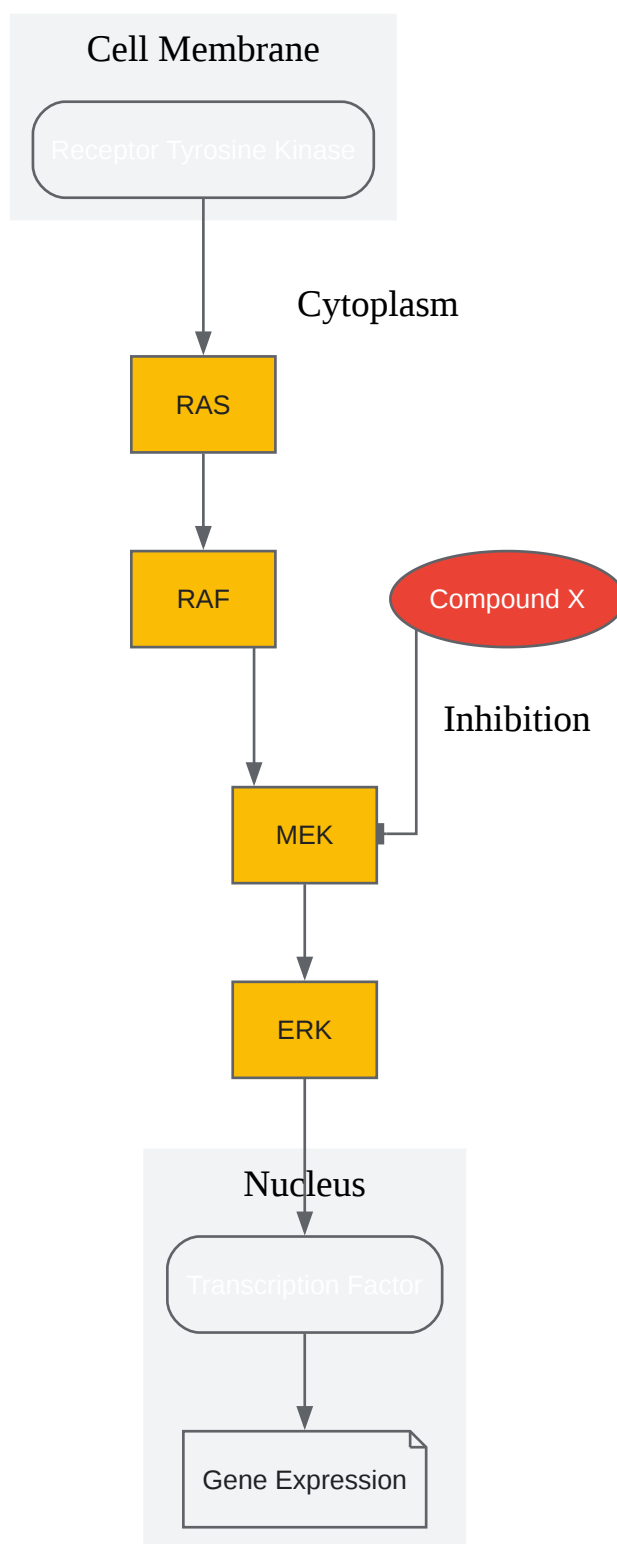 Cell Membrane
Receptor Tyrosine Kinase
Cytoplasm
RAS
RAF
Compound X
Inhibition
MEK
ERK
Nucleus
Transcription Factor
Gene Expression